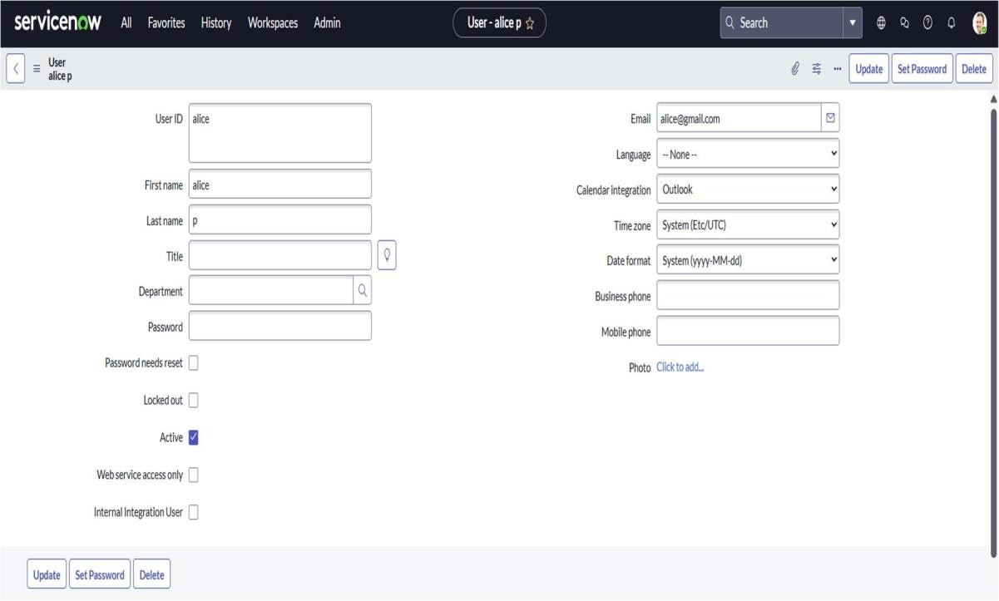 servicenow All Favorites History Workspaces Admin User - alice p Search
User
alice p
Update Set Password Delete
User ID alice
First name alice
Last name p
Title
Department
Password
Password needs reset
Locked out
Active
Web service access only
Internal Integration User
Email alice@gmail.com
Language -- None --
Calendar integration Outlook
Time zone System (Etc/UTC)
Date format System (yyyy-MM-dd)
Business phone
Mobile phone
Photo Click to add...
Update Set Password Delete